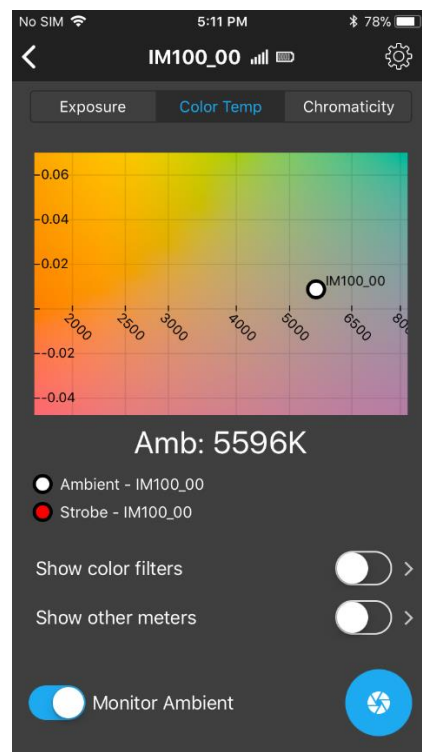 No SIM 5:11 PM 78%
IM100_00
Exposure Color Temp Chromaticity
0.06
0.04
0.02
IM100_00
2000 2500 3000 4000 5000 6500 80
-0.02
-0.04
Amb: 5596K
Ambient - IM100_00
Strobe - IM100_00
Show color filters
Show other meters
Monitor Ambient